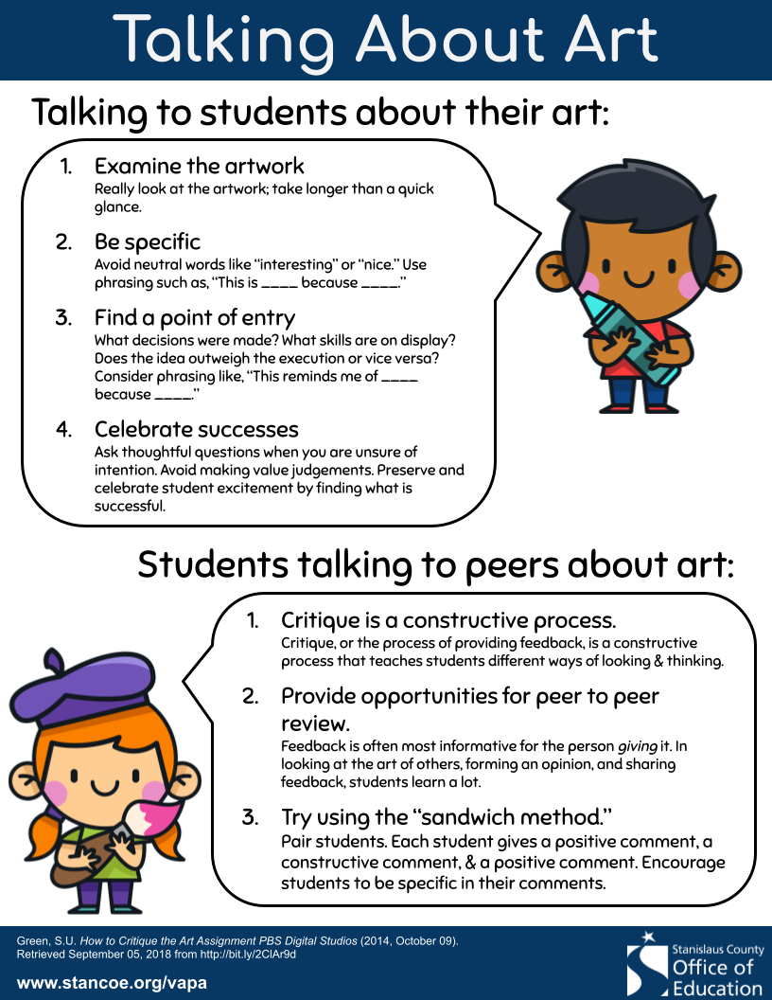 Talking About Art
Talking to students about their art:
1. Examine the artwork
Really look at the artwork; take longer than a quick
glance.
2. Be specific
Avoid neutral words like “interesting” or “nice.” Use
phrasing such as, “This is ____ because ____.”
3. Find a point of entry
What decisions were made? What skills are on display?
Does the idea outweigh the execution or vice versa?
Consider phrasing like, “This reminds me of ____
because ____.”
4. Celebrate successes
Ask thoughtful questions when you are unsure of
intention. Avoid making value judgements. Preserve and
celebrate student excitement by finding what is
successful.
Students talking to peers about art:
1. Critique is a constructive process.
Critique, or the process of providing feedback, is a constructive
process that teaches students different ways of looking & thinking.
2. Provide opportunities for peer to peer
review.
Feedback is often most informative for the person giving it. In
looking at the art of others, forming an opinion, and sharing
feedback, students learn a lot.
3. Try using the “sandwich method.”
Pair students. Each student gives a positive comment, a
constructive comment, & a positive comment. Encourage
students to be specific in their comments.
Green, S.U. How to Critique the Art Assignment PBS Digital Studios (2014, October 09).
Retrieved September 05, 2018 from http://bit.ly/2ClAr9d
www.stancoe.org/vapa
Stanislaus County
Office of
Education